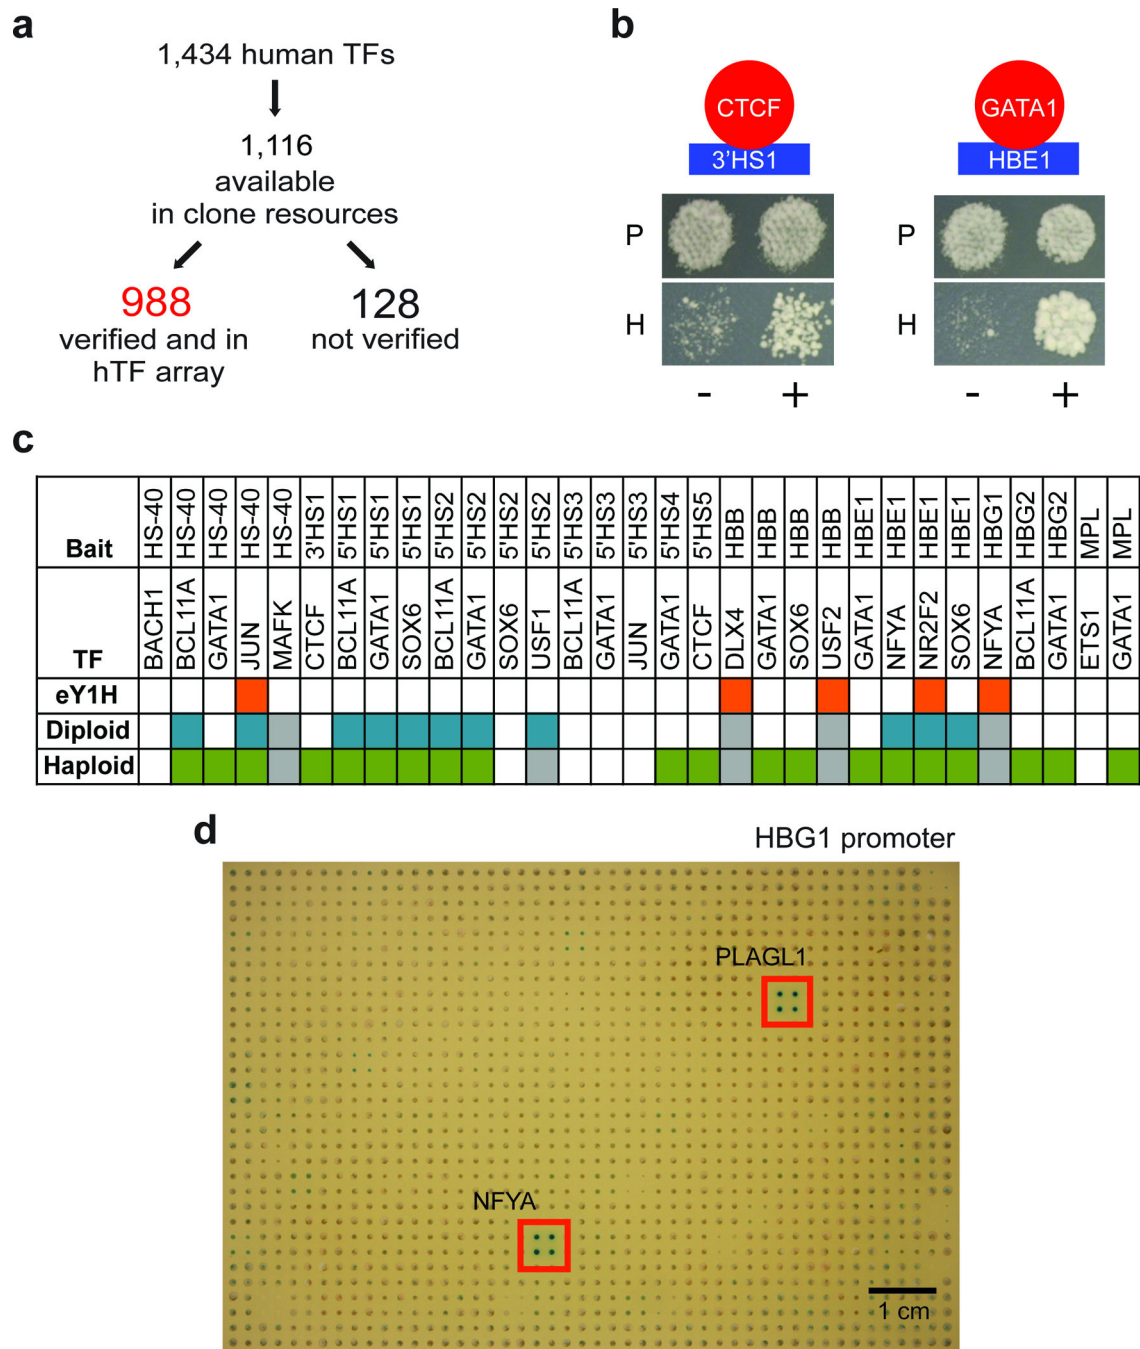 a
1,434 human TFs
1,116
available
in clone resources
988
verified and in
hTF array
128
not verified
b
CTCF
3'HS1
GATA1
HBE1
P
H
- +
P
H
- +
c
Bait HS-40 HS-40 HS-40 HS-40 HS-40 3'HS1 5'HS1 5'HS1 5'HS1 5'HS2 5'HS2 5'HS2 5'HS2 5'HS3 5'HS3 5'HS3 5'HS4 5'HS5 HBB HBB HBB HBB HBE1 HBE1 HBE1 HBE1 HBG1 HBG2 HBG2 MPL MPL
TF BACH1 BCL11A GATA1 JUN MAFK CTCF BCL11A GATA1 SOX6 BCL11A GATA1 SOX6 USF1 BCL11A GATA1 JUN GATA1 CTCF DLX4 GATA1 SOX6 USF2 GATA1 NFYA NR2F2 SOX6 NFYA BCL11A GATA1 ETS1 GATA1
eY1H
Diploid
Haploid
d
HBG1 promoter
PLAGL1
NFYA
1 cm